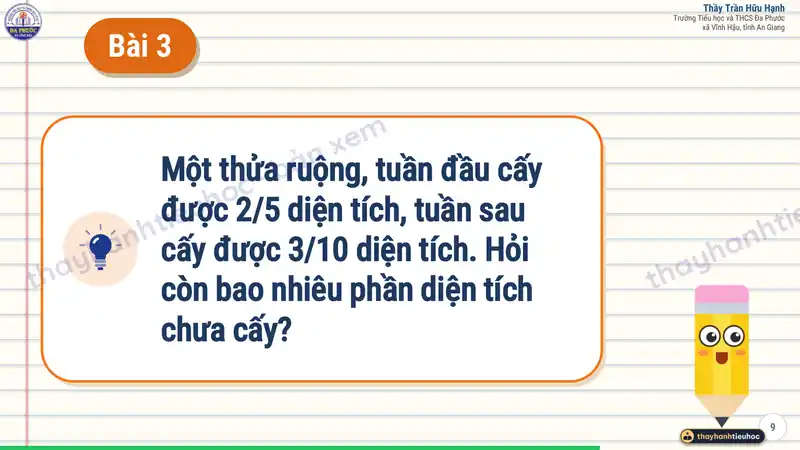 Thầy Trần Hữu Hạnh
Trường Tiểu học và THCS Đa Phước
xã Vĩnh Hậu, tỉnh An Giang
ĐA PHƯỚC
Bài 3
Một thửa ruộng, tuần đầu cấy
được 2/5 diện tích, tuần sau
cấy được 3/10 diện tích. Hỏi
còn bao nhiêu phần diện tích
chưa cấy?
thayhanhtieuhoc
9